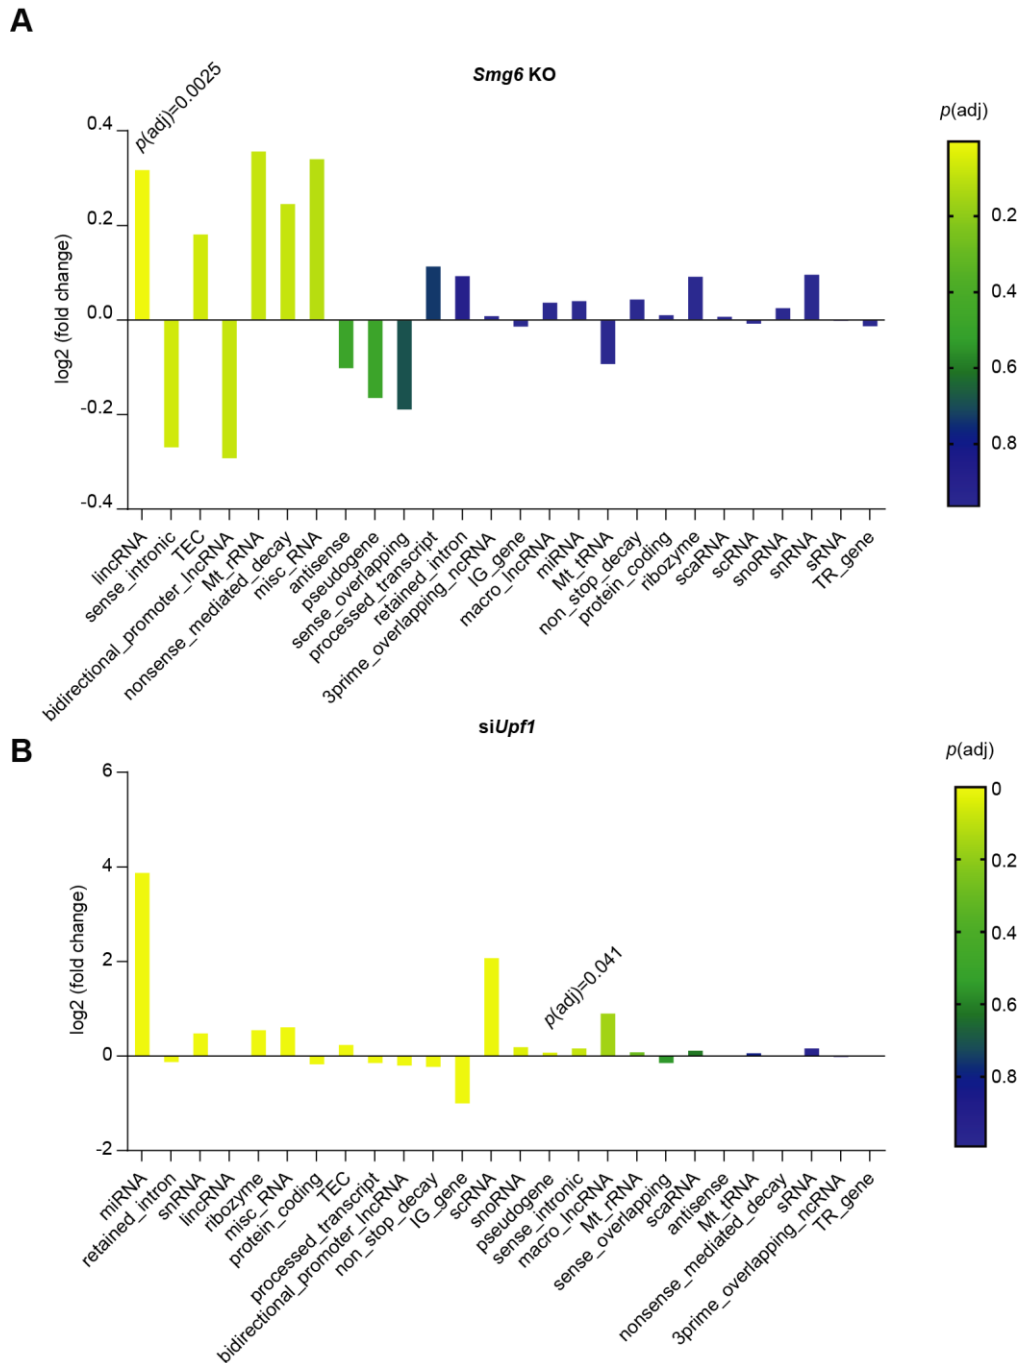 A
Smg6 KO
p(adj)=0.0025
p(adj)
0.4
0.2
0.0
-0.2
-0.4
log2 (fold change)
0.2
0.4
0.6
0.8
lincRNA
sense_intronic
TEC
bidirectional_promoter_lncRNA
Mt_rRNA
nonsense_mediated_decay
misc_RNA
antisense
pseudogene
sense_overlapping
processed_transcript
retained_intron
3prime_overlapping_ncRNA
IG_gene
macro_lncRNA
miRNA
Mt_tRNA
non_stop_decay
protein_coding
ribozyme
scaRNA
scRNA
snoRNA
snRNA
sRNA
TR_gene
siUpf1
B
p(adj)
6
4
2
0
-2
log2 (fold change)
p(adj)=0.041
0
0.2
0.4
0.6
0.8
miRNA
retained_intron
snRNA
lincRNA
ribozyme
misc_RNA
protein_coding
TEC
processed_transcript
bidirectional_promoter_lncRNA
non_stop_decay
IG_gene
scRNA
snoRNA
pseudogene
sense_intronic
macro_lncRNA
Mt_rRNA
sense_overlapping
scaRNA
antisense
Mt_tRNA
nonsense_mediated_decay
sRNA
3prime_overlapping_ncRNA
TR_gene